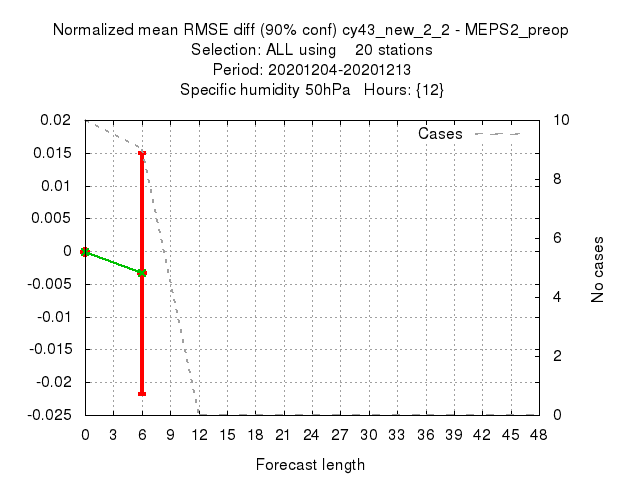 Normalized mean RMSE diff (90% conf) cy43_new_2_2 - MEPS2_preop
Selection: ALL using 20 stations
Period: 20201204-20201213
Specific humidity 50hPa Hours: {12}
Cases
0.02
0.015
0.01
0.005
0
-0.005
-0.01
-0.015
-0.02
-0.025
10
8
6
4
2
0
No cases
0 3 6 9 12 15 18 21 24 27 30 33 36 39 42 45 48
Forecast length